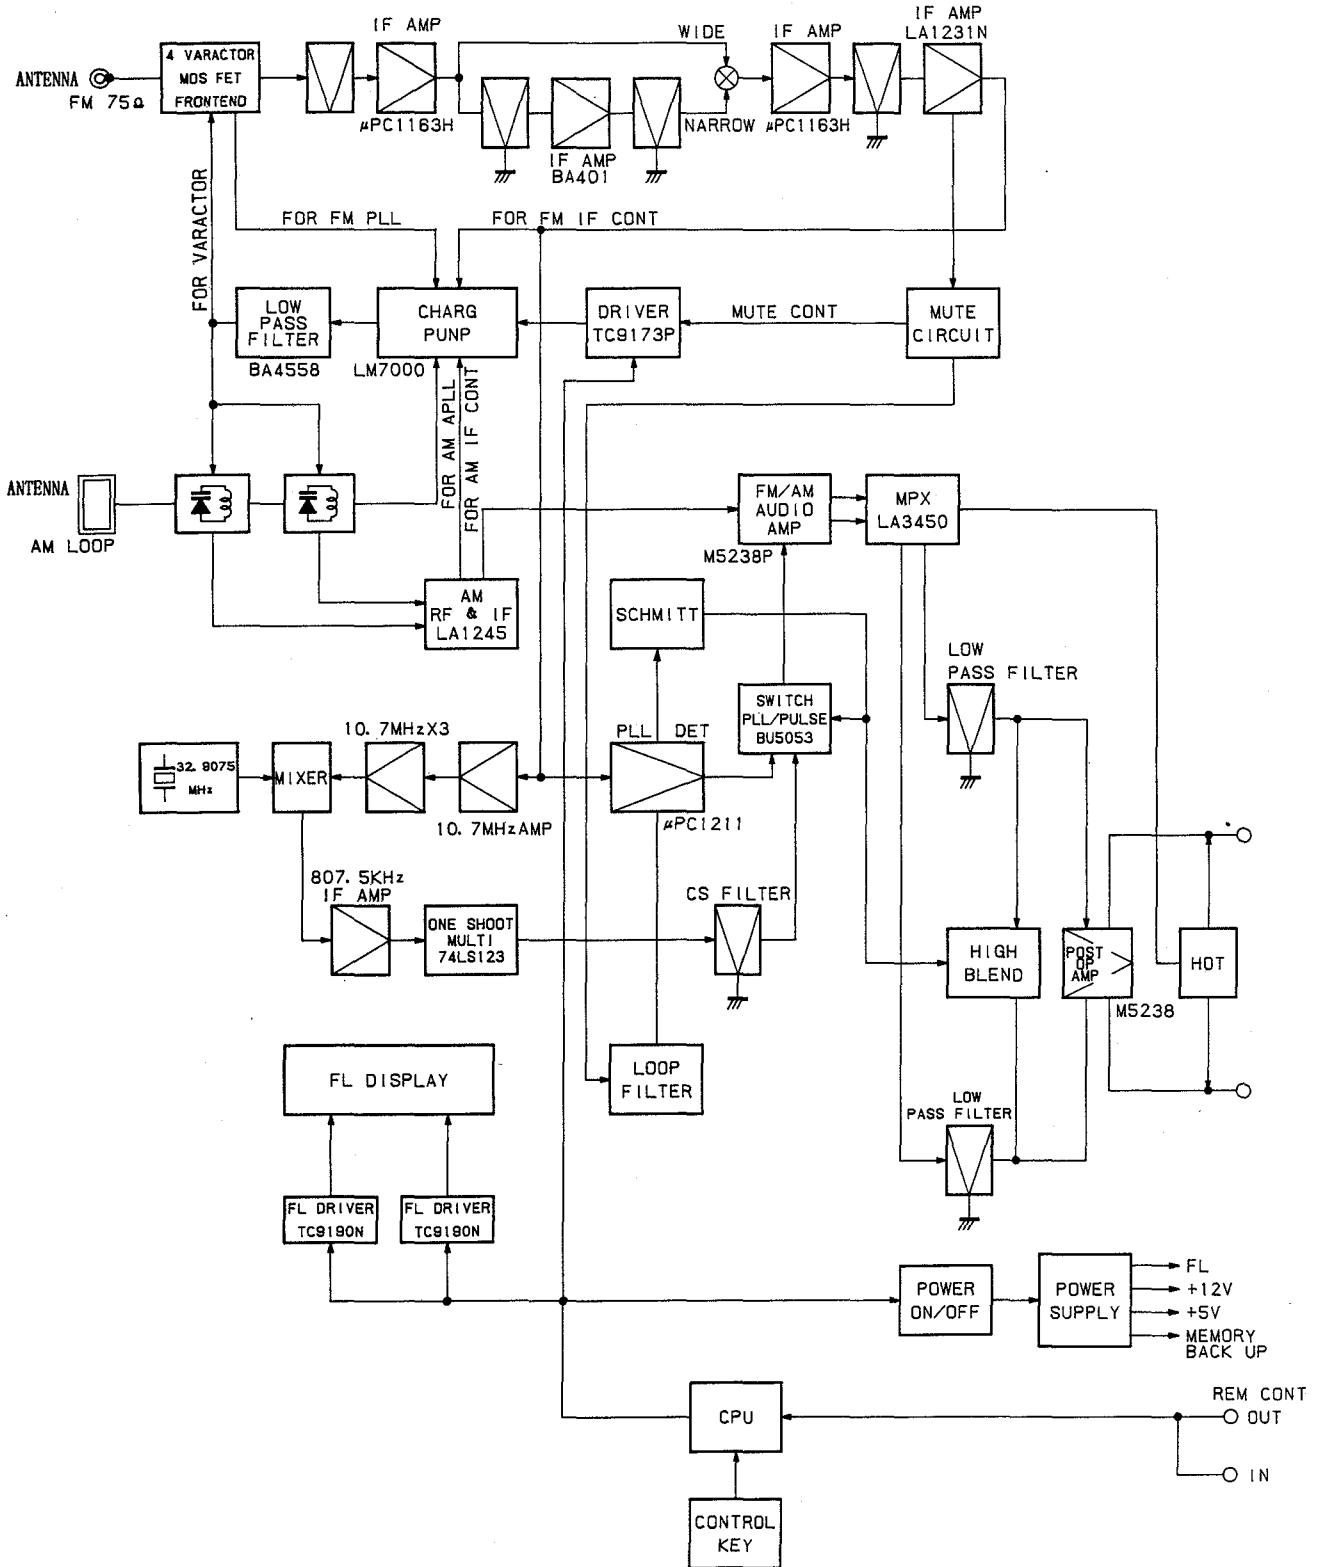 IF AMP
IF AMP
LA1231N
WIDE
IF AMP
4 VARACTOR
MOS FET
FRONTEND
ANTENNA
FM 75Ω
μPC1163H
NARROW
μPC1163H
IF AMP
BA401
FOR VARACTOR
FOR FM PLL
FOR FM IF CONT
LOW
PASS
FILTER
BA4558
CHARG
PUNP
LM7000
DRIVER
TC9173P
MUTE CONT
MUTE
CIRCUIT
FOR AM APLL
FOR AM IF CONT
ANTENNA
AM LOOP
FM/AM
AUDIO
AMP
M5238P
MPX
LA3450
AM
RF & IF
LA1245
SCHMITT
LOW
PASS FILTER
SWITCH
PLL/PULSE
BU5053
10.7MHzX3
PLL DET
32.8075
MHz
MIXER
10.7MHzAMP
μPC1211
807.5KHz
IF AMP
CS FILTER
ONE SHOOT
MULTI
74LS123
HIGH
BLEND
POST
OP
AMP
M5238
HOT
FL DISPLAY
LOOP
FILTER
LOW
PASS FILTER
FL DRIVER
TC9190N
FL DRIVER
TC9190N
POWER
ON/OFF
POWER
SUPPLY
FL
+12V
+5V
MEMORY
BACK UP
CPU
REM CONT
OUT
IN
CONTROL
KEY